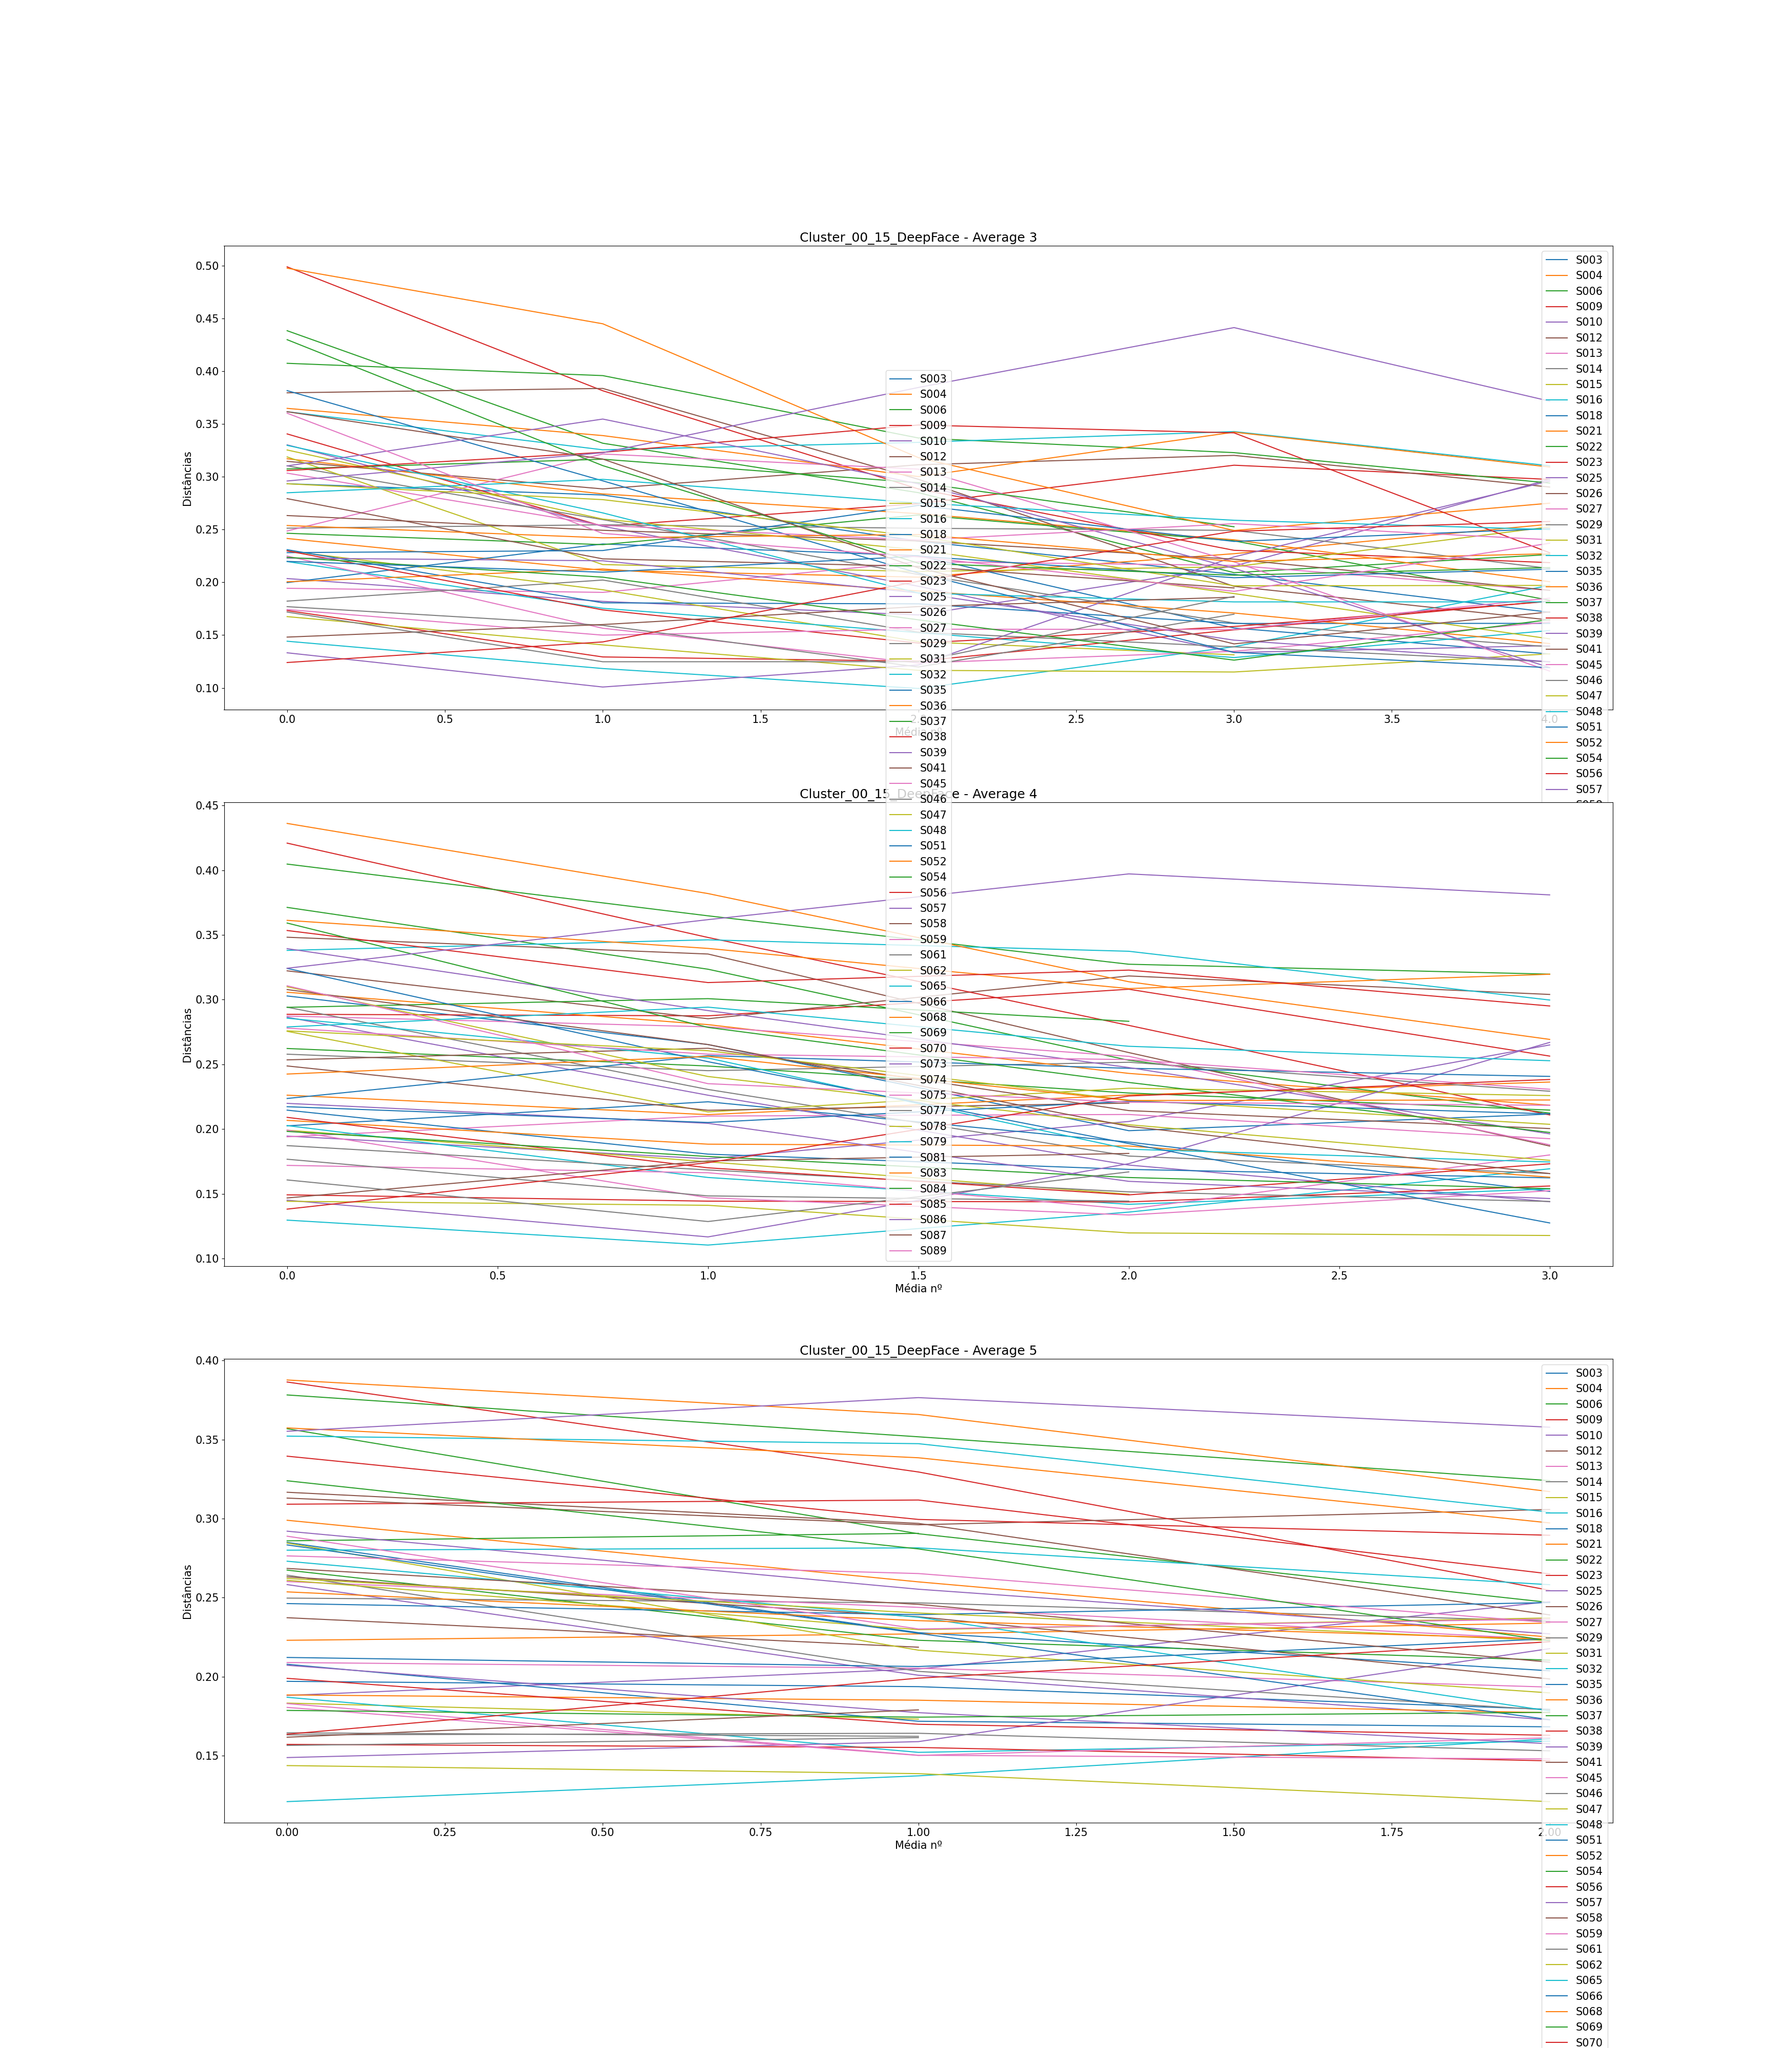 Cluster_00_15_DeepFace - Average 3
Distâncias
0.50
0.45
0.40
0.35
0.30
0.25
0.20
0.15
0.10
0.0
0.5
1.0
1.5
2.5
3.0
3.5
4.0
S003
S004
S006
S009
S010
S012
S013
S014
S015
S016
S018
S021
S022
S023
S025
S026
S027
S029
S031
S032
S035
S036
S037
S038
S039
S041
S045
S046
S047
S048
S051
S052
S054
S056
S057
Cluster_00_15_DeepFace - Average 4
Distâncias
0.45
0.40
0.35
0.30
0.25
0.20
0.15
0.10
0.0
0.5
1.0
1.5
2.0
2.5
3.0
Média nº
S003
S004
S006
S009
S010
S012
S013
S014
S015
S016
S018
S021
S022
S023
S025
S026
S027
S029
S031
S032
S035
S036
S037
S038
S039
S041
S045
S046
S047
S048
S051
S052
S054
S056
S057
S058
S059
S061
S062
S065
S066
S068
S069
S070
S073
S074
S075
S077
S078
S079
S081
S083
S084
S085
S086
S087
S089
Cluster_00_15_DeepFace - Average 5
Distâncias
0.40
0.35
0.30
0.25
0.20
0.15
0.00
0.25
0.50
0.75
1.00
1.25
1.50
1.75
2.00
Média nº
S003
S004
S006
S009
S010
S012
S013
S014
S015
S016
S018
S021
S022
S023
S025
S026
S027
S029
S031
S032
S035
S036
S037
S038
S039
S041
S045
S046
S047
S048
S051
S052
S054
S056
S057
S058
S059
S061
S062
S065
S066
S068
S069
S070